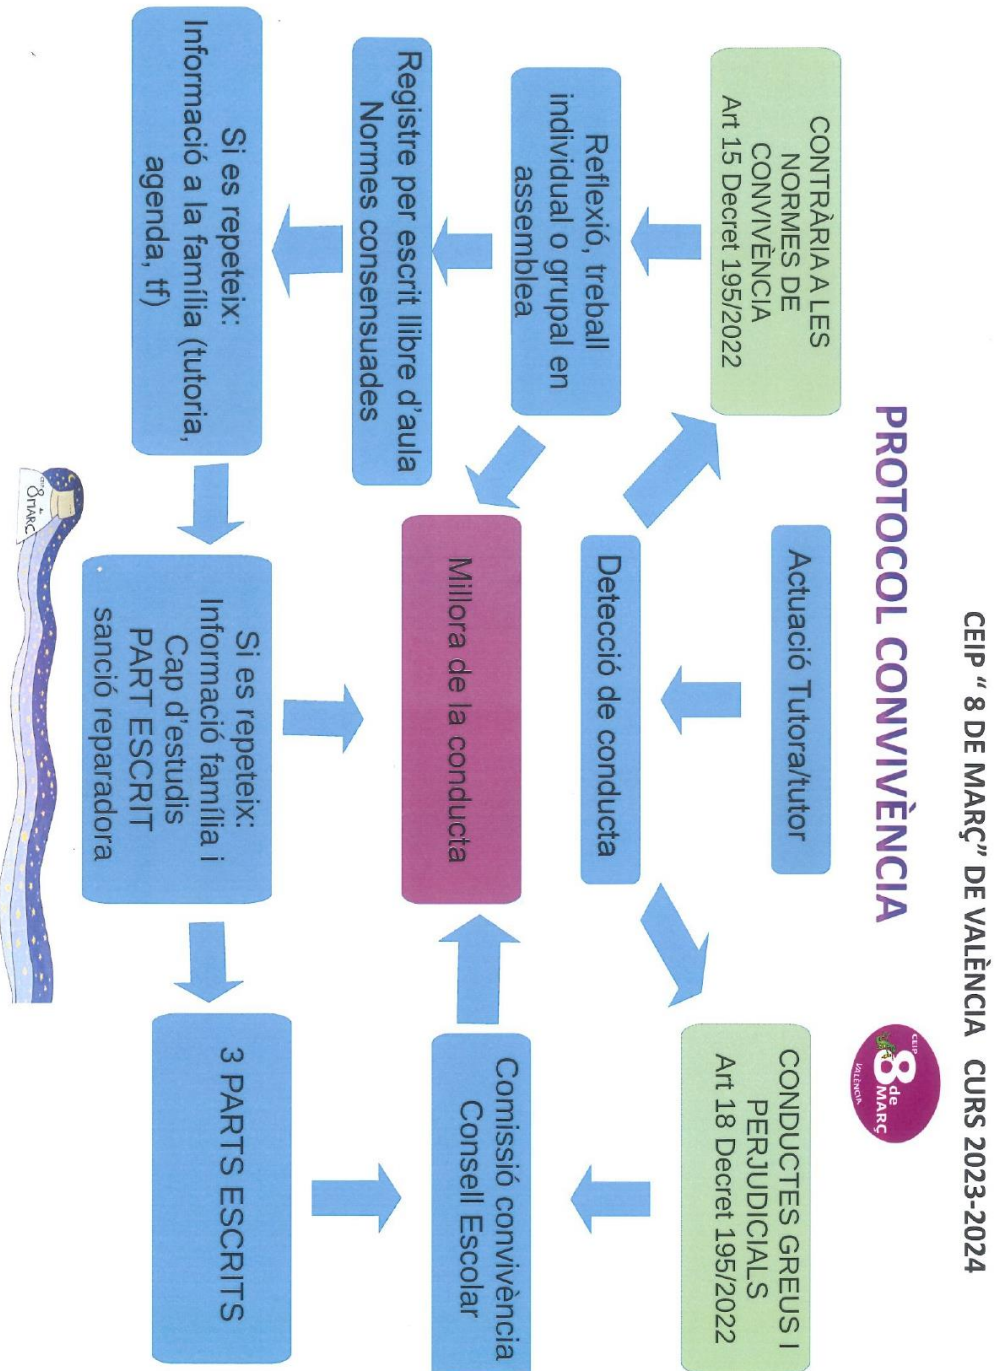 CEIP “ 8 DE MARÇ” DE VALÈNCIA CURS 2023-2024
PROTOCOL CONVIVÈNCIA
CEIP
8 de
MARÇ
VALÈNCIA
Actuació Tutora/tutor
Detecció de conducta
CONTRÀRIA A LES
NORMES DE
CONVIVÈNCIA
Art 15 Decret 195/2022
CONDUCTES GREUS I
PERJUDICIALS
Art 18 Decret 195/2022
Reflexió, treball
individual o grupal en
assemblea
Millora de la conducta
Comissió convivència
Consell Escolar
Registre per escrit llibre d’aula
Normes consensuades
Si es repeteix:
Informació a la família (tutoria,
agenda, tf)
Si es repeteix:
Informació família i
Cap d’estudis
PART ESCRIT
sanció reparadora
3 PARTS ESCRITS
8 MARÇ